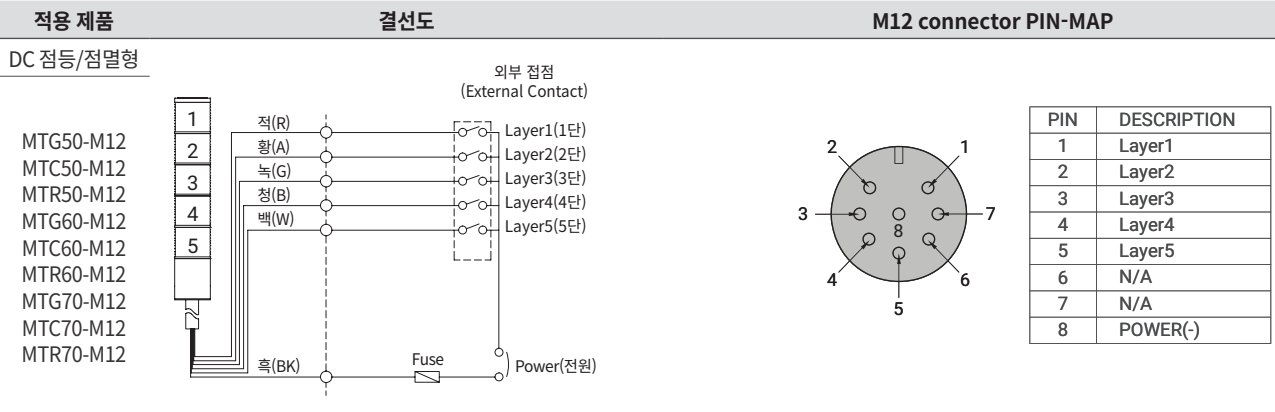 적용 제품 결선도 M12 connector PIN-MAP
DC 점등/점멸형
MTG50-M12
MTC50-M12
MTR50-M12
MTG60-M12
MTC60-M12
MTR60-M12
MTG70-M12
MTC70-M12
MTR70-M12
1
2
3
4
5
외부 접점
(External Contact)
적(R) Layer1(1단)
황(A) Layer2(2단)
녹(G) Layer3(3단)
청(B) Layer4(4단)
백(W) Layer5(5단)
흑(BK) Fuse Power(전원)
2 1
3 8 7
4 6
5
PIN DESCRIPTION
1 Layer1
2 Layer2
3 Layer3
4 Layer4
5 Layer5
6 N/A
7 N/A
8 POWER(-)